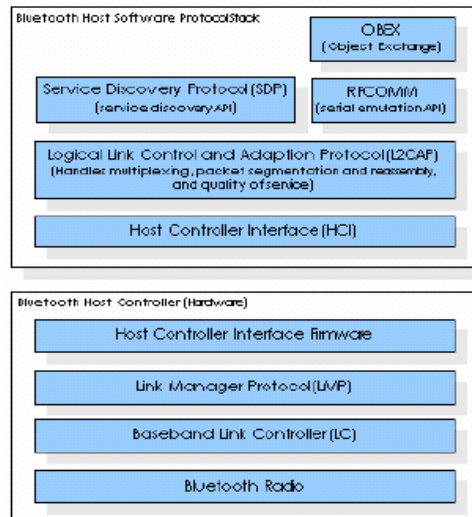 Bluetooth Host Software ProtocolStack
OBEX
(Object Exchange)
Service Discovery Protocol (SDP)
(service discovery API)
RFCOMM
(serial emulation API)
Logical Link Control and Adaption Protocol (L2CAP)
(Handles multiplexing, packet segmentation and reassembly,
and quality of service)
Host Controller Interface (HCI)
Bluetooth Host Controller (Hardware)
Host Controller Interface Firmware
Link Manager Protocol (LMP)
Baseband Link Controller (LC)
Bluetooth Radio